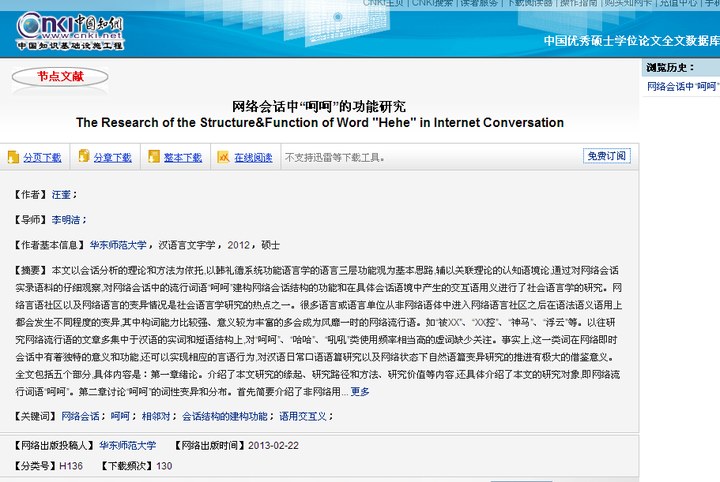 CNKI主页 | CNKI搜索 | 读者服务 | 下载阅读器 | 操作指南 | 购买知网卡 | 充值中心 |
CNKI 中国知网
www.cnki.net
中国知识基础设施工程
中国优秀硕士学位论文全文数据库
节点文献
浏览历史：
网络会话中“呵呵”
网络会话中“呵呵”的功能研究
The Research of the Structure&Function of Word "Hehe" in Internet Conversation
分页下载 分章下载 整本下载 在线阅读 不支持迅雷等下载工具。 免费订阅
【作者】 汪奎；
【导师】 李明洁；
【作者基本信息】 华东师范大学， 汉语言文字学， 2012， 硕士
【摘要】 本文以会话分析的理论和方法为依托,以韩礼德系统功能语言学的语言三层功能观为基本思路,辅以关联理论的认知语境论,通过对网络会话
实录语料的仔细观察,对网络会话中的流行词语“呵呵”建构网络会话结构的功能和在具体会话语境中产生的交互语用义进行了社会语言学的研究。网
络言语社区以及网络语言的变异情况是社会语言学研究的热点之一。很多语言或语言单位从非网络语体中进入网络语言社区之后在语法语义语用上
都会发生不同程度的变异,其中构词能力比较强、意义较为丰富的多会成为风靡一时的网络流行语。如“被XX”、“XX控”、“神马”、“浮云”等。以往研
究网络流行语的文章多集中于汉语的实词和短语结构上,对“呵呵”、“哈哈”、“吼吼”类使用频率相当高的虚词缺少关注。事实上,这一类词在网络即时
会话中有着独特的意义和功能,还可以实现相应的言语行为,对汉语日常口语语篇研究以及网络状态下自然语篇变异研究的推进有极大的借鉴意义。
全文包括五个部分,具体内容是：第一章绪论。介绍了本文研究的缘起、研究路径和方法、研究价值等内容,还具体介绍了本文的研究对象,即网络流
行词语“呵呵”。第二章讨论“呵呵”的词性变异和分布。首先简要介绍了非网络用... 更多
【关键词】 网络会话； 呵呵； 相邻对； 会话结构的建构功能； 语用交互义；
【网络出版投稿人】 华东师范大学 【网络出版时间】2013-02-22
【分类号】H136 【下载频次】130